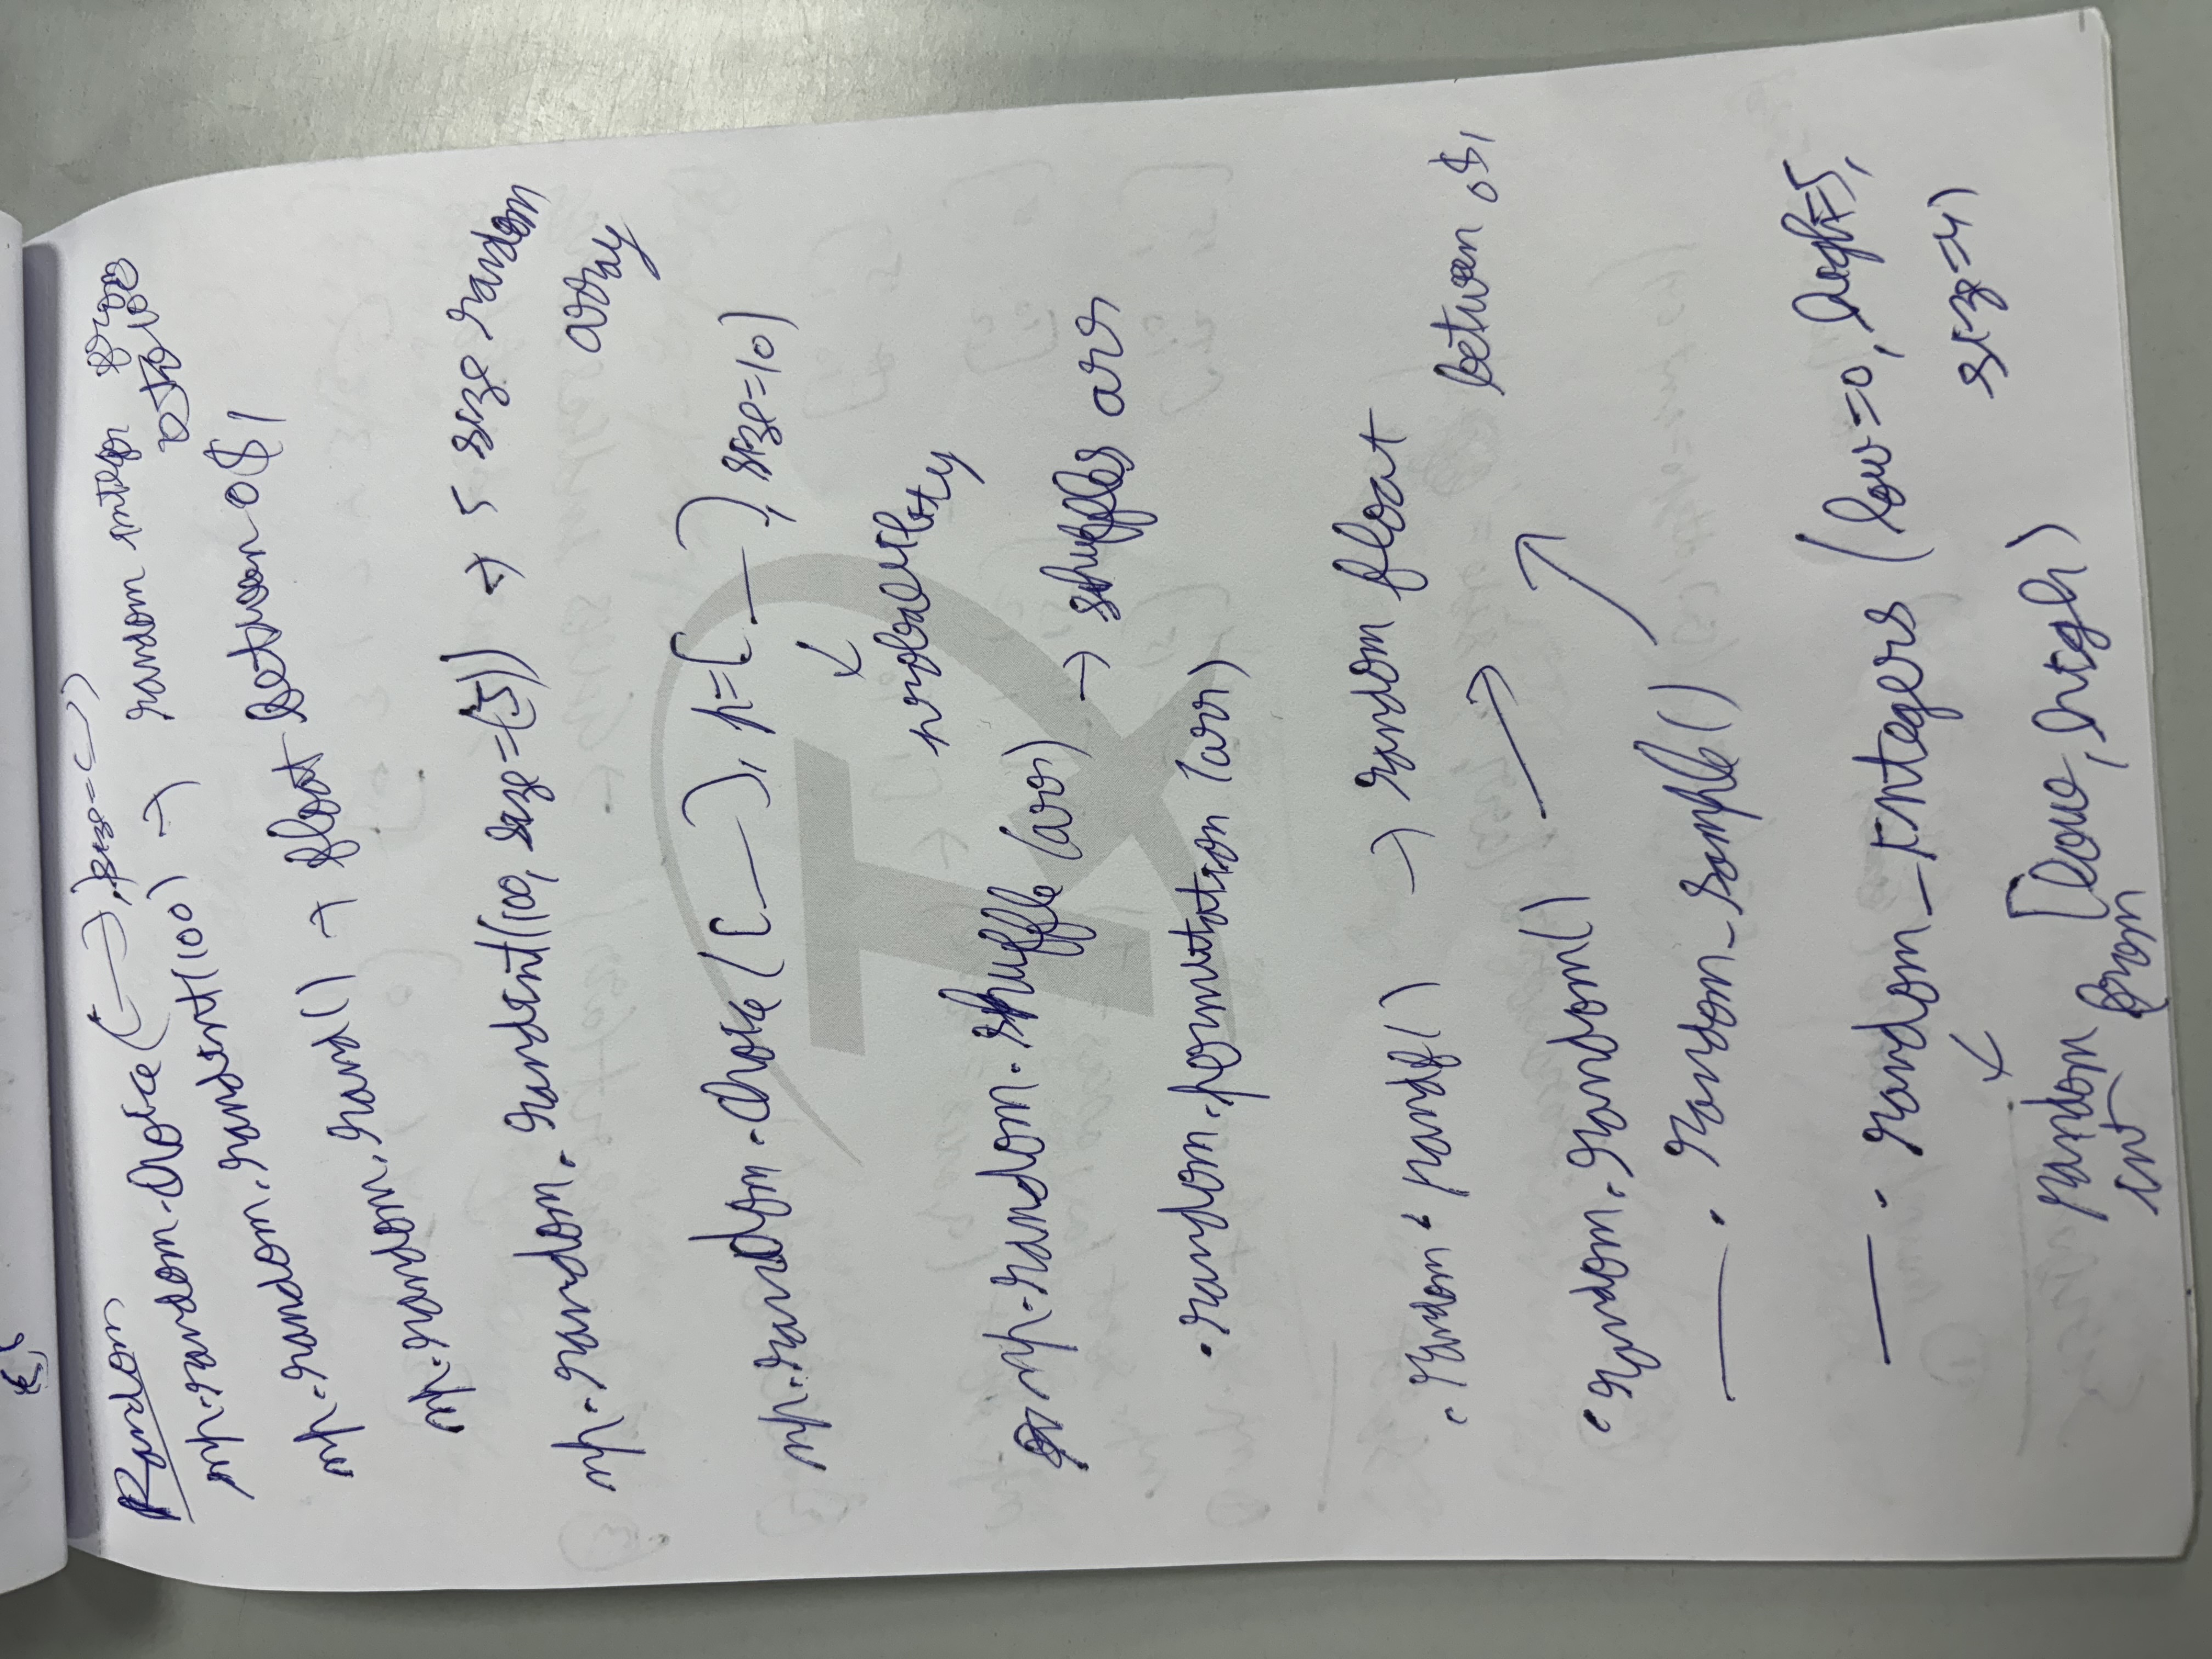 Random
np.random.choice([—], size=( ))
np.random.randint(100) → random integer from
0 to 100
np.random.rand() → float between 0 & 1
np.random.randint(100, size=(5)) → 5 size random
array
np.random.choice([—], p=[—], size=10)
↓
probability
np.random.shuffle(arr) → shuffles arr
.random.permutation(arr)
.random.randf() → random float
between 0 & 1
.random.random()
—.random_sample()
—.random_integers(low=0, high=5,
size=4)
random [low, high)
int from